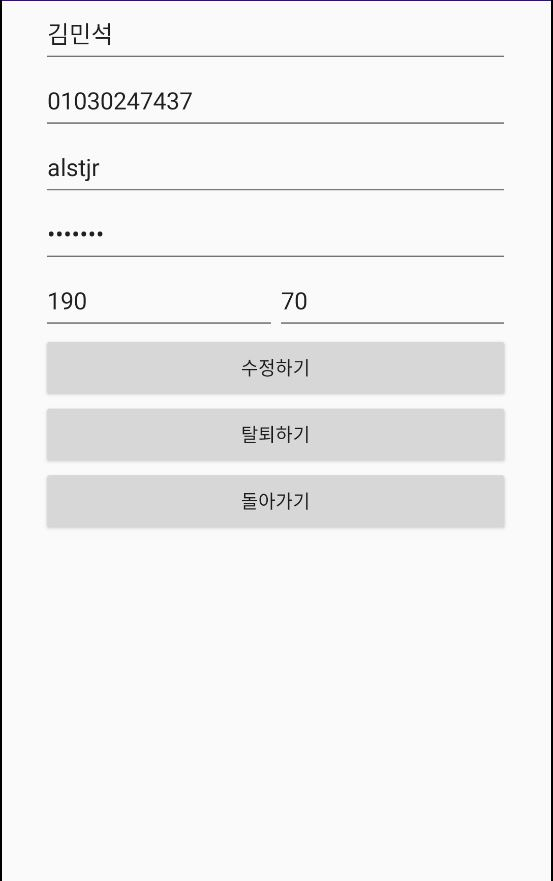 김민석
01030247437
alstjr
•••••••
190 70
수정하기
탈퇴하기
돌아가기